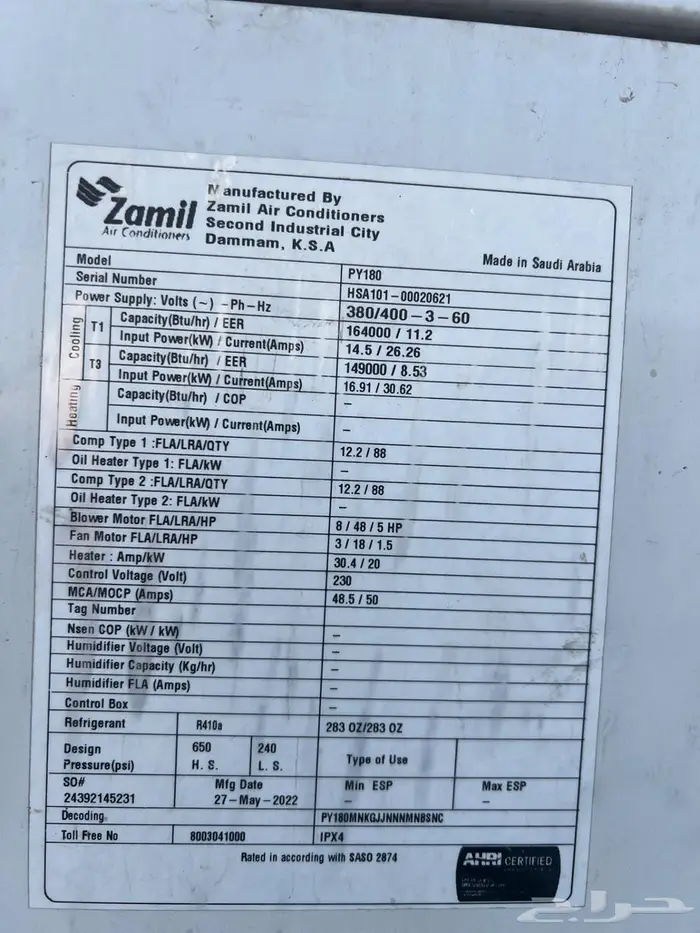 Zamil
Air Conditioners
Manufactured By
Zamil Air Conditioners
Second Industrial City
Dammam, K.S.A
Made in Saudi Arabia
Model PY180
Serial Number HSA101-00020621
Power Supply: Volts (~) -Ph-Hz 380/400-3-60
Cooling T1 Capacity(Btu/hr) / EER 164000 / 11.2
Input Power(kW) / Current(Amps) 14.5 / 26.26
T3 Capacity(Btu/hr) / EER 149000 / 8.53
Input Power(kW) / Current(Amps) 16.91 / 30.62
Heating Capacity(Btu/hr) / COP –
Input Power(kW) / Current(Amps) –
Comp Type 1 :FLA/LRA/QTY 12.2 / 88
Oil Heater Type 1: FLA/kW –
Comp Type 2 :FLA/LRA/QTY 12.2 / 88
Oil Heater Type 2: FLA/kW –
Blower Motor FLA/LRA/HP 8 / 48 / 5 HP
Fan Motor FLA/LRA/HP 3 / 18 / 1.5
Heater : Amp/kW 30.4 / 20
Control Voltage (Volt) 230
MCA/MOCP (Amps) 48.5 / 50
Tag Number
Nsen COP (kW / kW) –
Humidifier Voltage (Volt) –
Humidifier Capacity (Kg/hr) –
Humidifier FLA (Amps) –
Control Box –
Refrigerant R410a 283 OZ/283 OZ
Design Pressure(psi) 650 H. S. 240 L. S. Type of Use
SO# 24392145231 Mfg Date 27-May-2022 Min ESP – Max ESP –
Decoding PY180MNKGJJNNNMNBSNC
Toll Free No 8003041000 IPX4
Rated in according with SASO 2874
AHRI CERTIFIED
حراج